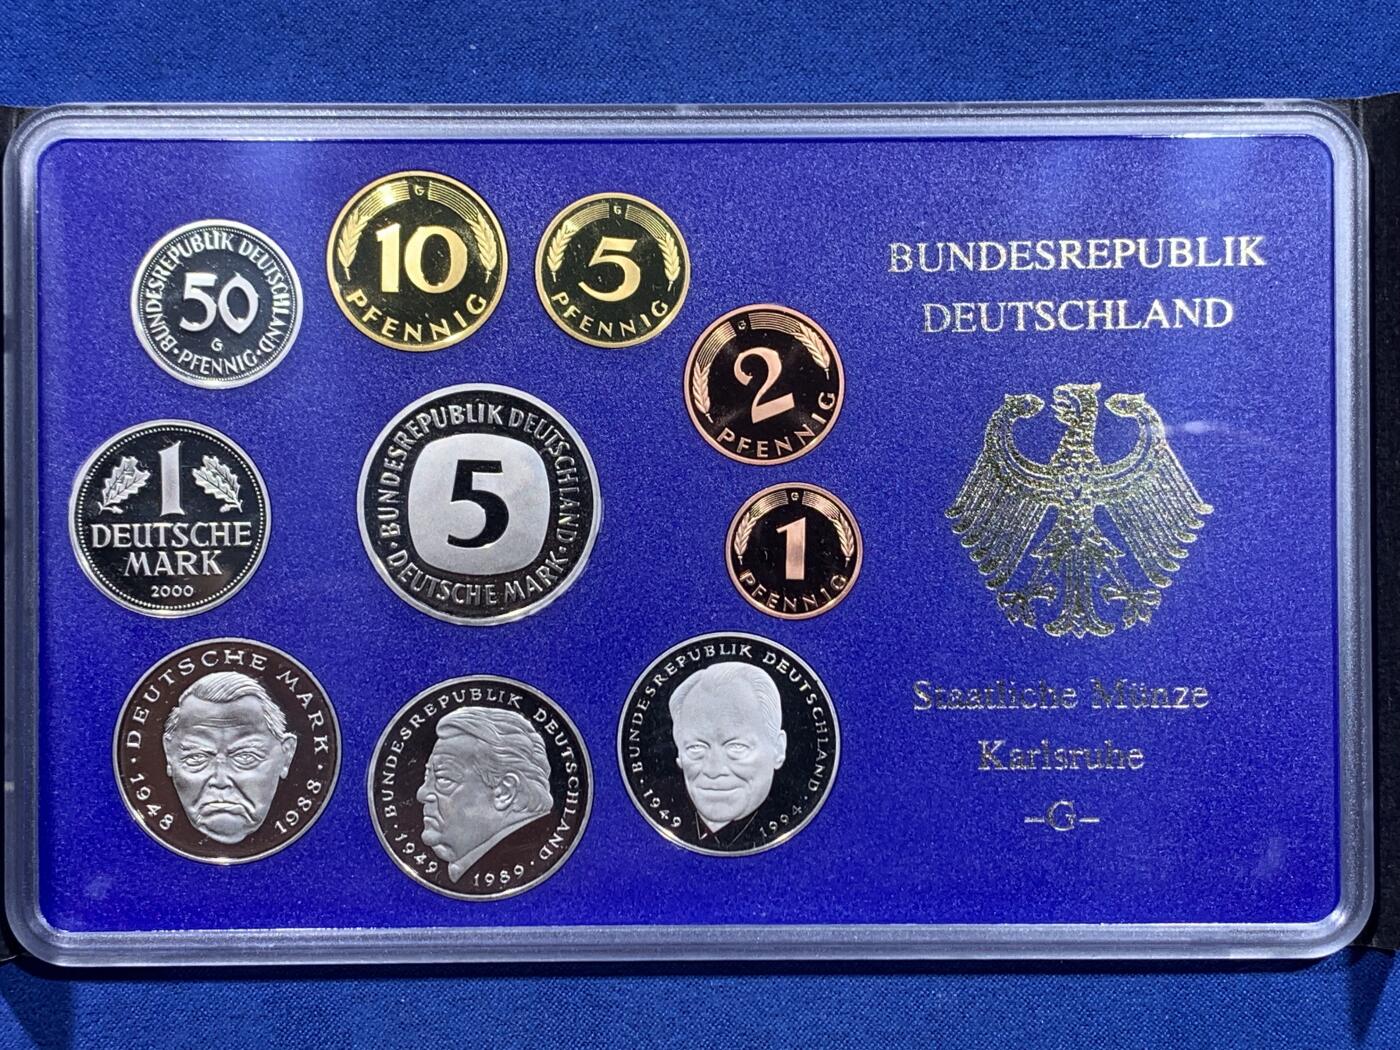 BUNDESREPUBLIK
DEUTSCHLAND
Staatliche Münze
Karlsruhe
–G–
BUNDESREPUBLIK DEUTSCHLAND
50
G
· PFENNIG ·
G
10
PFENNIG
G
5
PFENNIG
G
2
PFENNIG
G
1
PFENNIG
1
DEUTSCHE
MARK
2000
· BUNDESREPUBLIK DEUTSCHLAND ·
5
DEUTSCHE MARK
· DEUTSCHE MARK ·
1948 1988
· BUNDESREPUBLIK DEUTSCHLAND ·
1949 1989
· BUNDESREPUBLIK DEUTSCHLAND ·
1949 1994